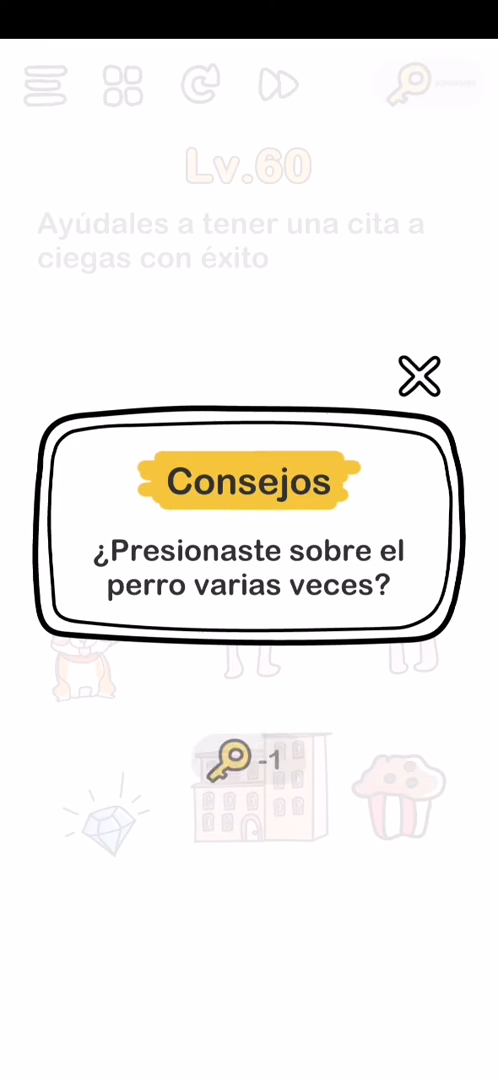 Lv.60
Ayúdales a tener una cita a
ciegas con éxito
Consejos
¿Presionaste sobre el
perro varias veces?
-1